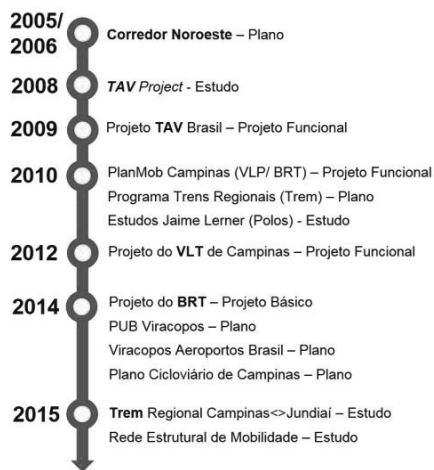 2005/
2006
Corredor Noroeste – Plano
2008
TAV Project - Estudo
2009
Projeto TAV Brasil – Projeto Funcional
2010
PlanMob Campinas (VLP/ BRT) – Projeto Funcional
Programa Trens Regionais (Trem) – Plano
Estudos Jaime Lerner (Polos) - Estudo
2012
Projeto do VLT de Campinas – Projeto Funcional
2014
Projeto do BRT – Projeto Básico
PUB Viracopos – Plano
Viracopos Aeroportos Brasil – Plano
Plano Cicloviário de Campinas – Plano
2015
Trem Regional Campinas<>Jundiaí – Estudo
Rede Estrutural de Mobilidade – Estudo